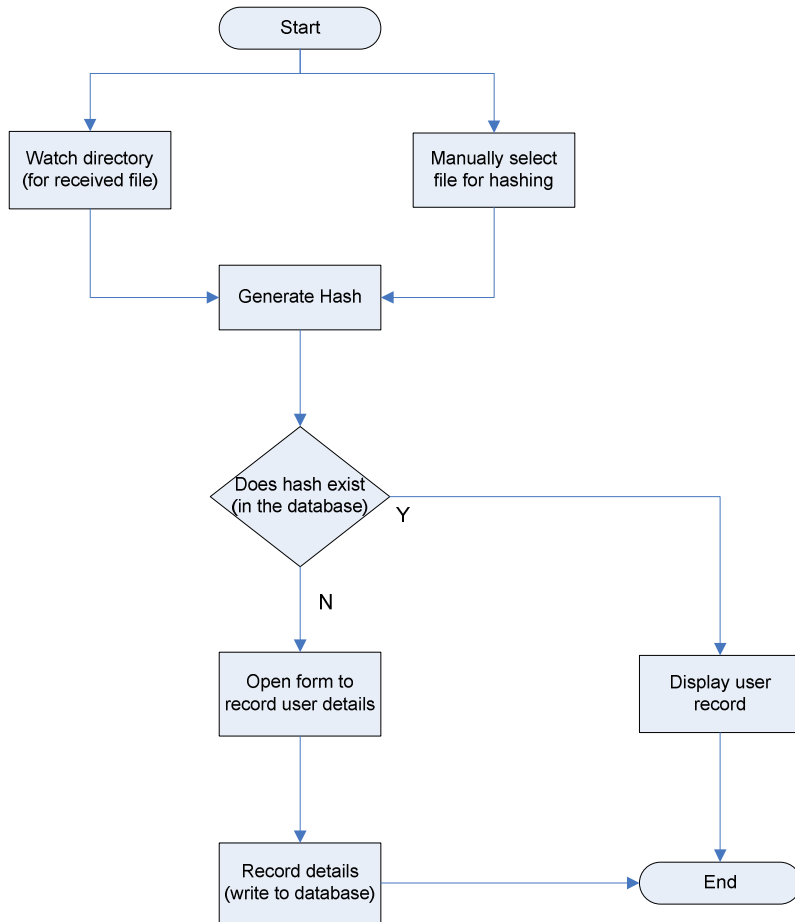 Start
Watch directory
(for received file)
Manually select
file for hashing
Generate Hash
Does hash exist
(in the database)
Y
N
Open form to
record user details
Display user
record
Record details
(write to database)
End